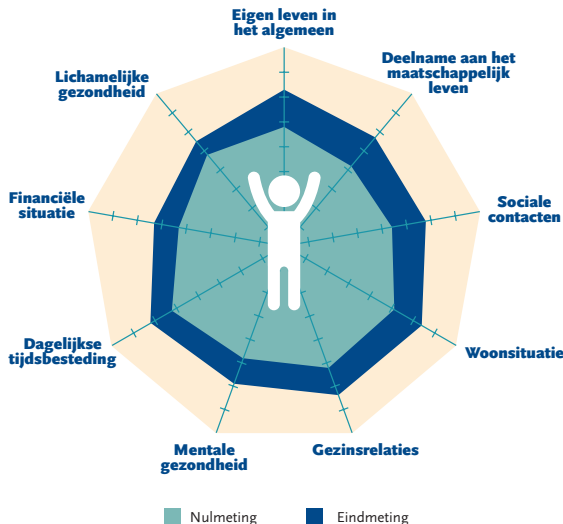 Eigen leven in
het algemeen
Deelname aan het
maatschappelijk
leven
Lichamelijke
gezondheid
Financiële
situatie
Sociale
contacten
Dagelijkse
tijdsbesteding
Woonsituatie
Mentale
gezondheid
Gezinsrelaties
Nulmeting
Eindmeting